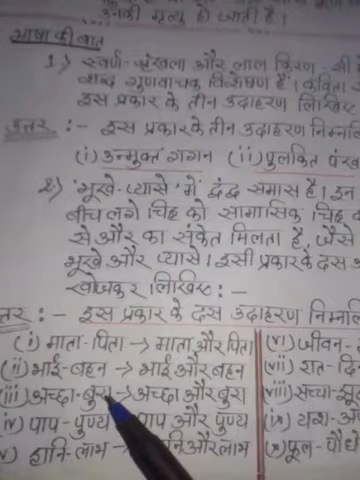 उनकी मृत्यु हो जाती है।
भाषा की बात
1.) स्वर्ण-श्रृंखला और लाल किरण-सी में
शब्द गुणवाचक विशेषण हैं। कविता
इस प्रकार के तीन उदाहरण लिखिए
उत्तर :- इस प्रकार के तीन उदाहरण निम्नलि
(i) उन्मुक्त गगन (ii) पुलकित पंख
2.) 'भूखे-प्यासे' में द्वंद्व समास है। इन
बीच लगे चिह्न को सामासिक चिह्न
से और का संकेत मिलता है, जैसे
भूखे और प्यासे। इसी प्रकार के दस
खोजकर लिखिए :-
त्तर :- इस प्रकार के दस उदाहरण निम्नलि
(i) माता-पिता → माता और पिता (vi) जीवन-
(ii) भाई-बहन → भाई और बहन (vii) रात-दि
(iii) अच्छा-बुरा → अच्छा और बुरा (viii) सच्चा-झू
iv) पाप-पुण्य पाप और पुण्य (ix) यश-अ
v) हानि-लाभ → नि और लाभ (x) फूल-पौधे